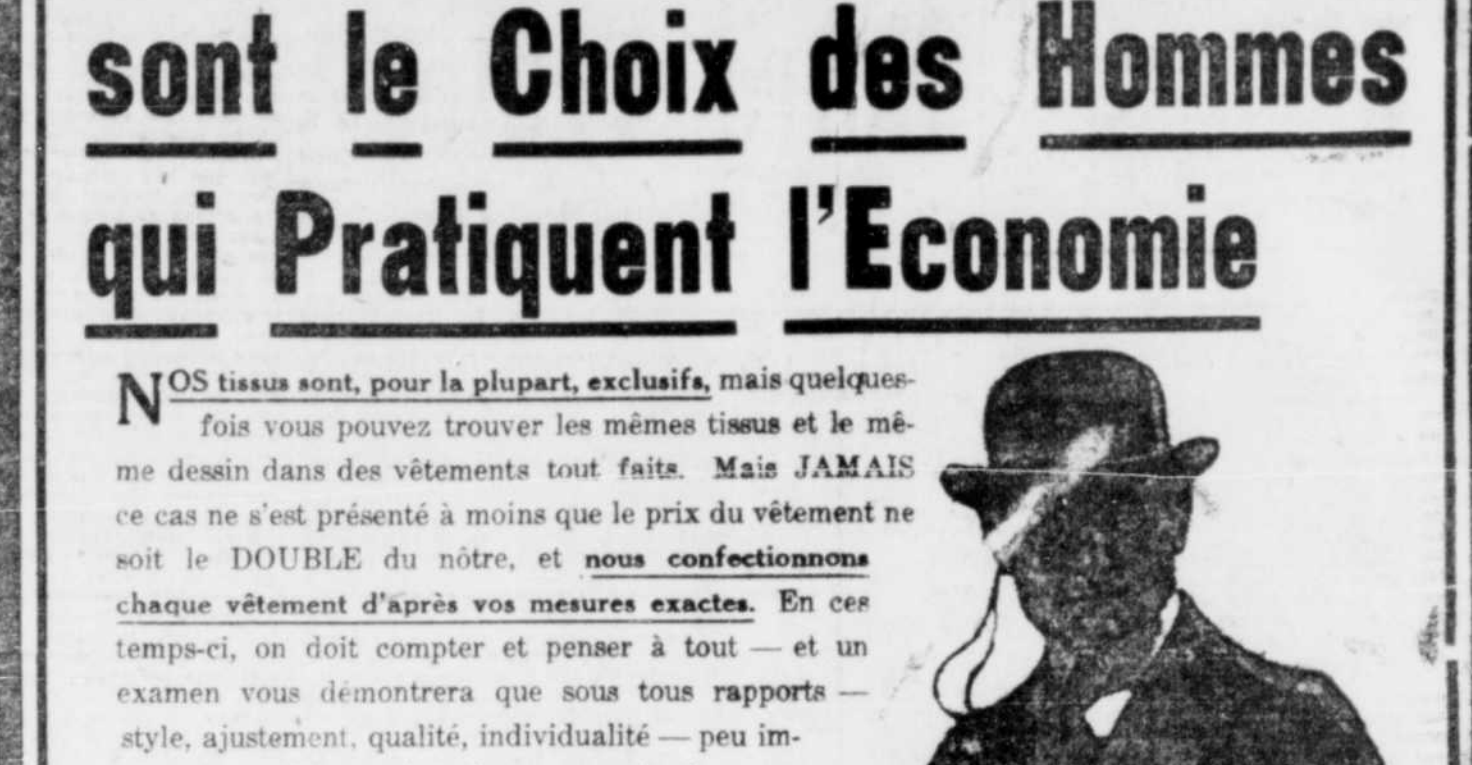 sont le Choix des Hommes
qui Pratiquent l'Economie
NOS tissus sont, pour la plupart, exclusifs, mais quelques-
fois vous pouvez trouver les mêmes tissus et le mê-
me dessin dans des vêtements tout faits. Mais JAMAIS
ce cas ne s'est présenté à moins que le prix du vêtement ne
soit le DOUBLE du nôtre, et nous confectionnons
chaque vêtement d'après vos mesures exactes. En ces
temps-ci, on doit compter et penser à tout — et un
examen vous démontrera que sous tous rapports —
style, ajustement, qualité, individualité — peu im-